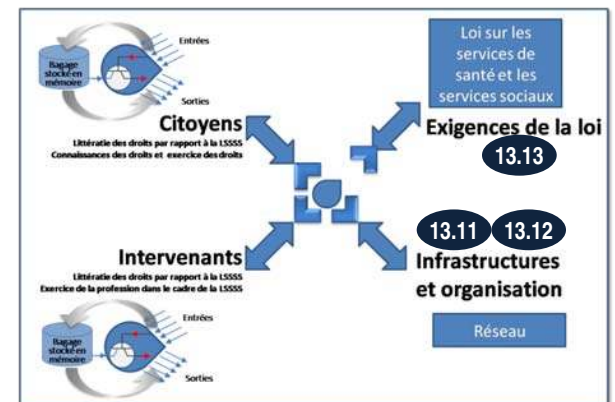 Entrées
Bagage
stocké en
mémoire
Sorties
Citoyens
Littératie des droits par rapport à la LSSSS
Connaissances des droits et exercice des droits
Loi sur les
services de
santé et les
services sociaux
Exigences de la loi
13.13
Intervenants
Littératie des droits par rapport à la LSSSS
Exercice de la profession dans le cadre de la LSSSS
Entrées
Bagage
stocké en
mémoire
Sorties
13.11 13.12
Infrastructures
et organisation
Réseau